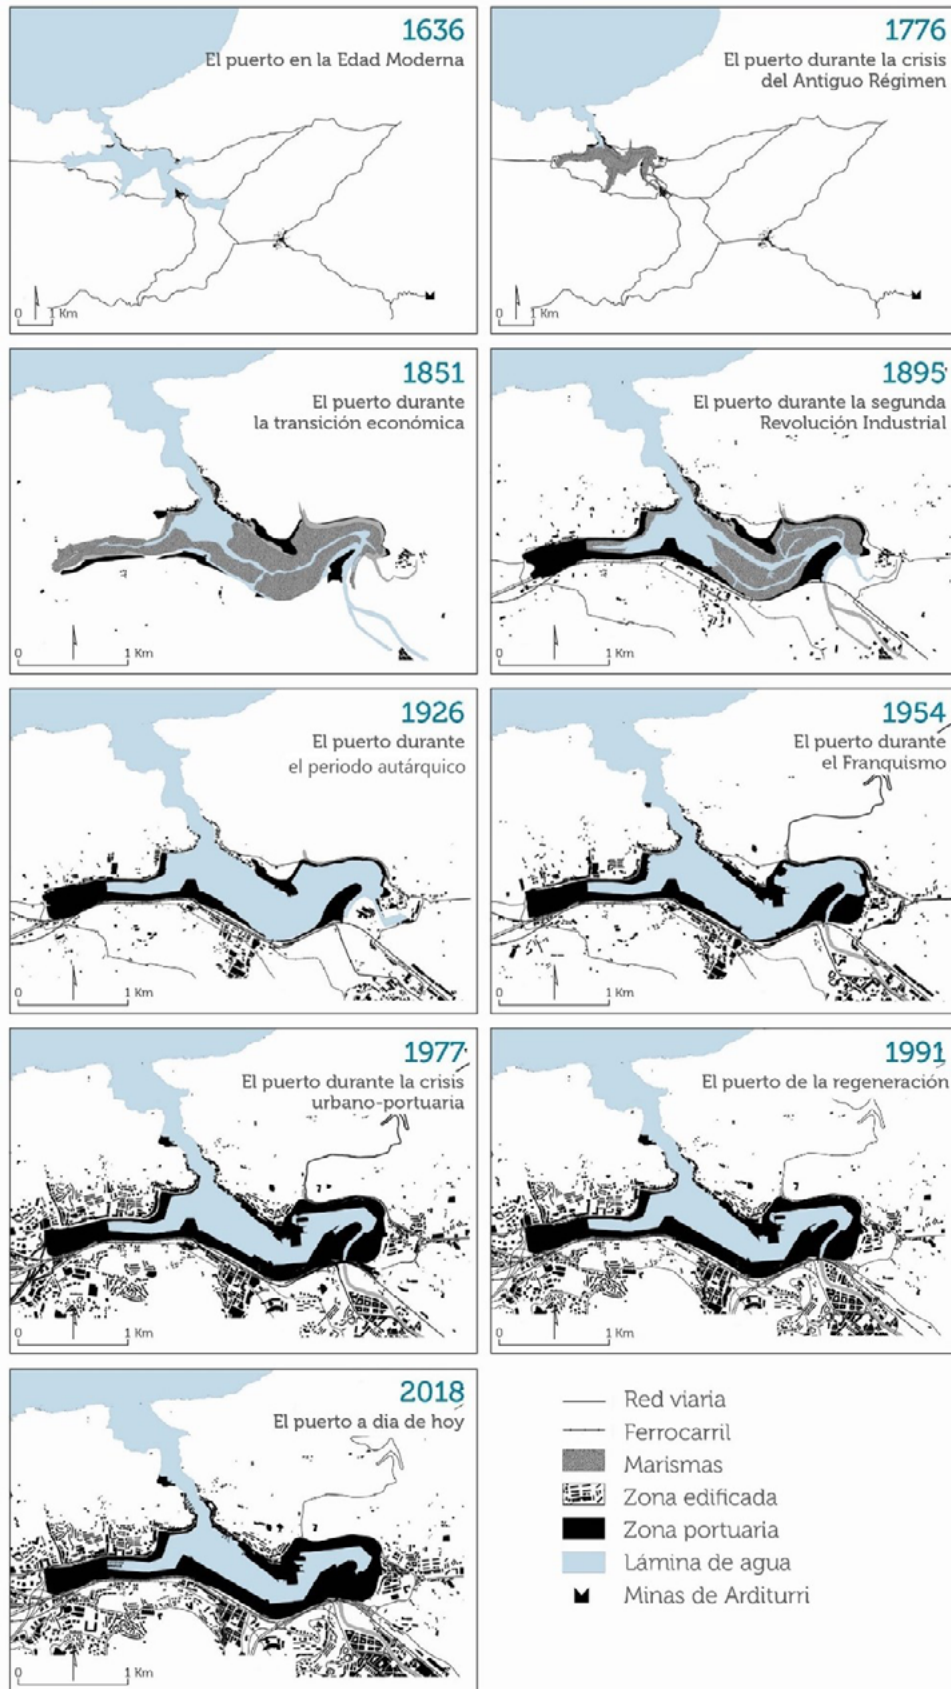 1636
El puerto en la Edad Moderna
0 1 Km
1776
El puerto durante la crisis
del Antiguo Régimen
0 1 Km
1851
El puerto durante
la transición económica
0 1 Km
1895
El puerto durante la segunda
Revolución Industrial
0 1 Km
1926
El puerto durante
el periodo autárquico
0 1 Km
1954
El puerto durante
el Franquismo
0 1 Km
1977
El puerto durante la crisis
urbano-portuaria
0 1 Km
1991
El puerto de la regeneración
0 1 Km
2018
El puerto a dia de hoy
0 1 Km
Red viaria
Ferrocarril
Marismas
Zona edificada
Zona portuaria
Lámina de agua
Minas de Arditurri